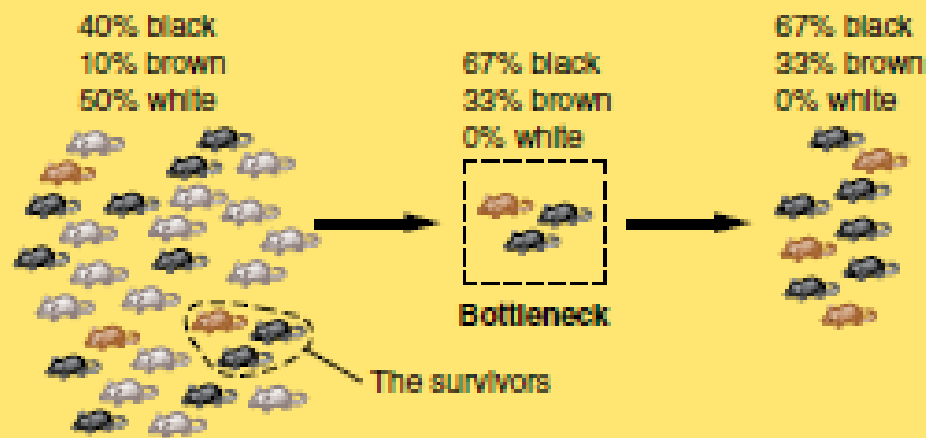 40% black
10% brown
50% white
67% black
33% brown
0% white
Bottleneck
67% black
33% brown
0% white
The survivors